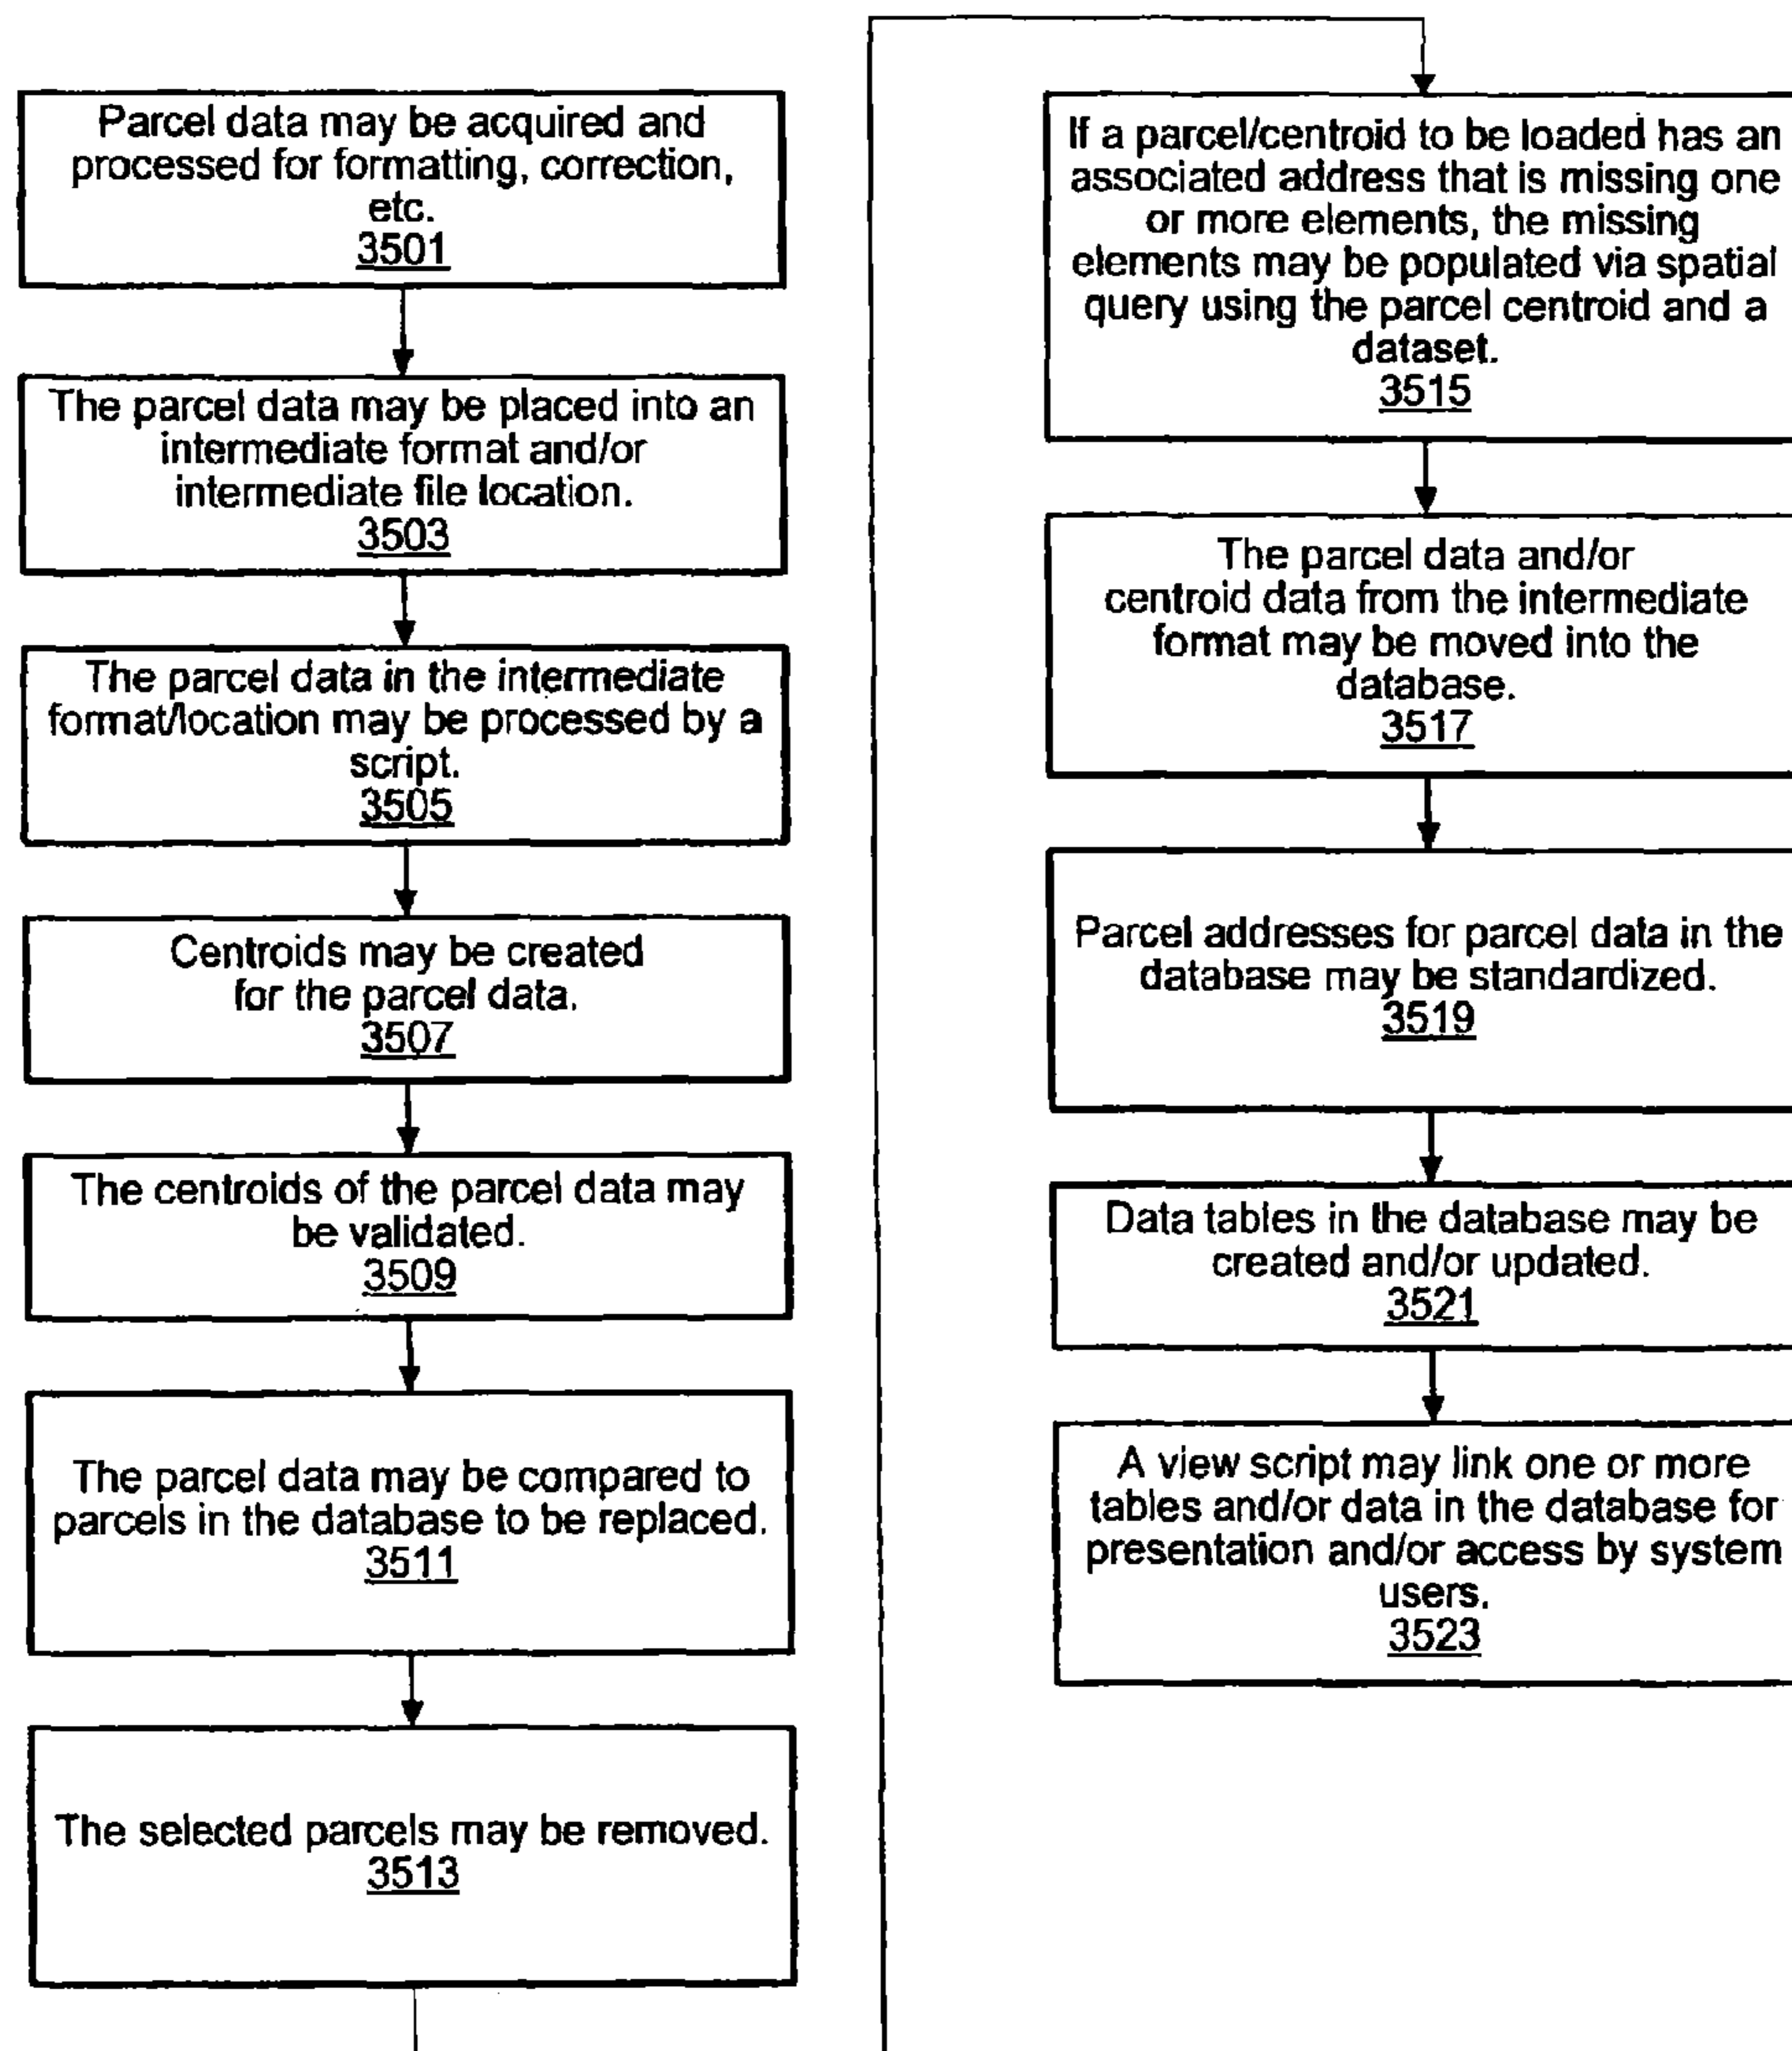 Parcel data may be acquired and
processed for formatting, correction,
etc.
3501
The parcel data may be placed into an
intermediate format and/or
intermediate file location.
3503
The parcel data in the intermediate
format/location may be processed by a
script.
3505
Centroids may be created
for the parcel data.
3507
The centroids of the parcel data may
be validated.
3509
The parcel data may be compared to
parcels in the database to be replaced.
3511
The selected parcels may be removed.
3513
If a parcel/centroid to be loaded has an
associated address that is missing one
or more elements, the missing
elements may be populated via spatial
query using the parcel centroid and a
dataset.
3515
The parcel data and/or
centroid data from the intermediate
format may be moved into the
database.
3517
Parcel addresses for parcel data in the
database may be standardized.
3519
Data tables in the database may be
created and/or updated.
3521
A view script may link one or more
tables and/or data in the database for
presentation and/or access by system
users.
3523